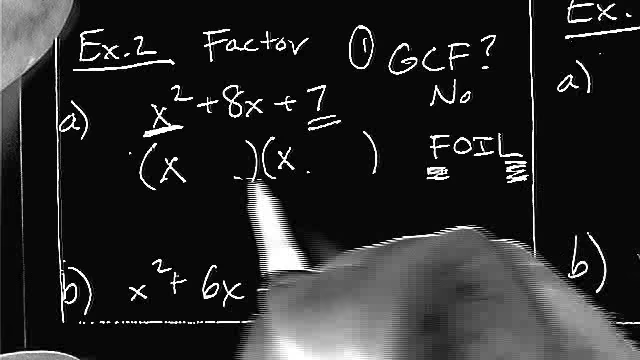 Ex.2 Factor ① GCF?
No
a) x² + 8x + 7
(x )(x ) FOIL
b) x² + 6x
Ex.
a)
b)